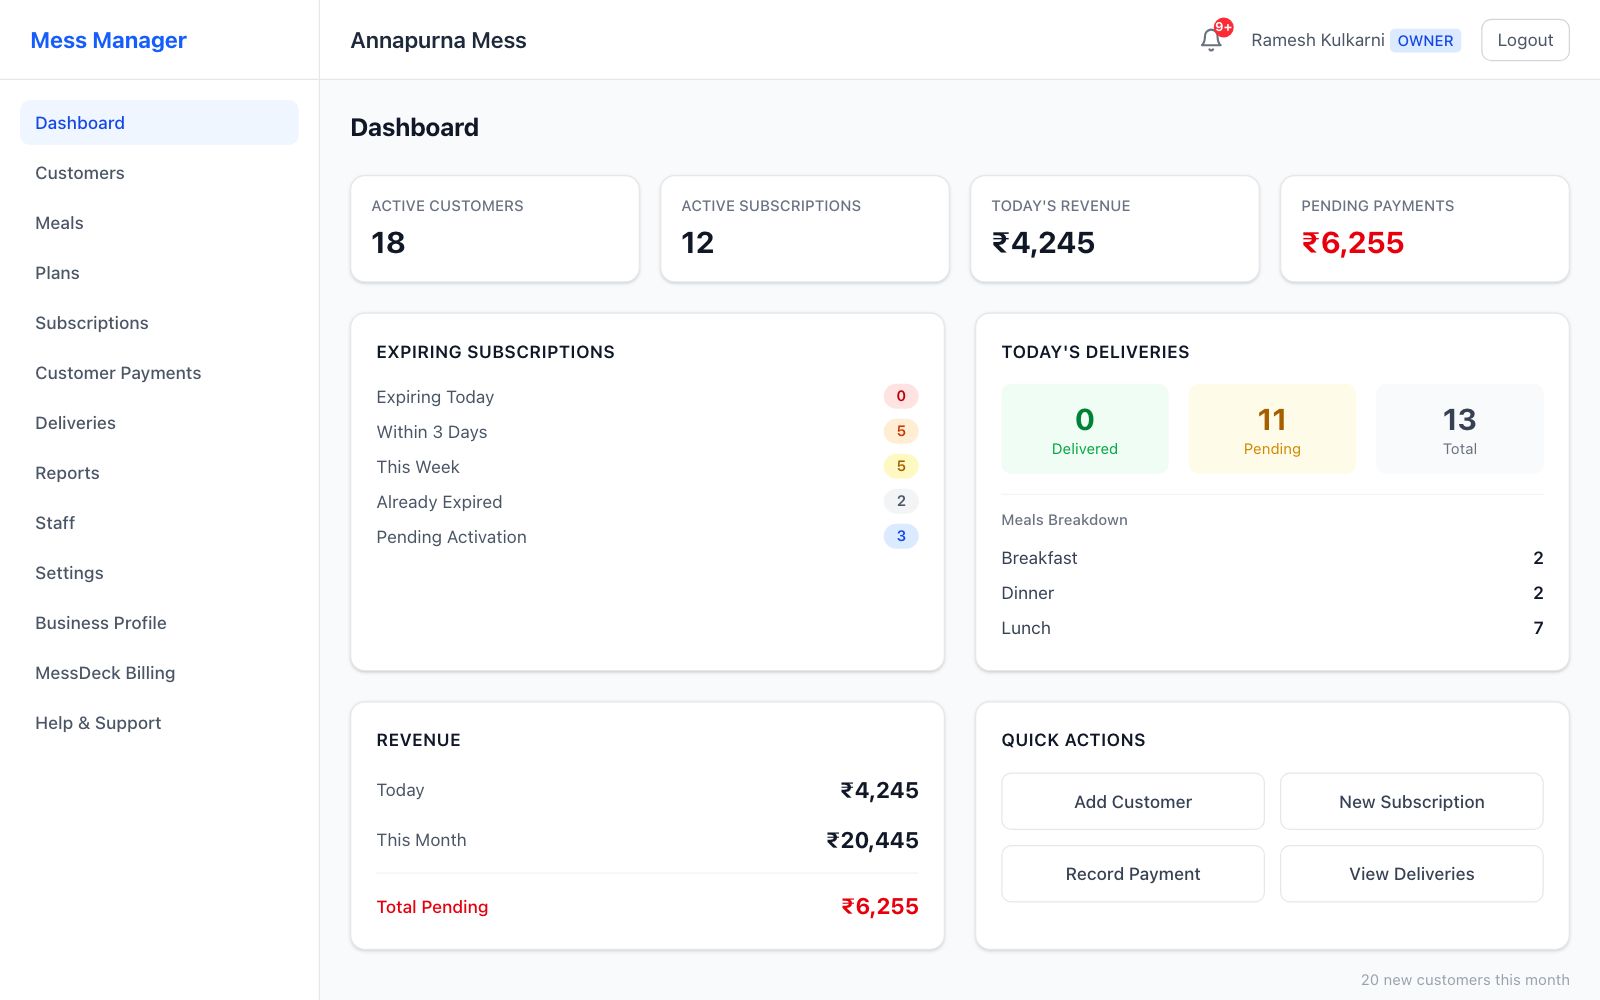 Mess Manager
Annapurna Mess
9+
Ramesh Kulkarni OWNER
Logout
Dashboard
Customers
Meals
Plans
Subscriptions
Customer Payments
Deliveries
Reports
Staff
Settings
Business Profile
MessDeck Billing
Help & Support
Dashboard
ACTIVE CUSTOMERS
18
ACTIVE SUBSCRIPTIONS
12
TODAY'S REVENUE
₹4,245
PENDING PAYMENTS
₹6,255
EXPIRING SUBSCRIPTIONS
Expiring Today 0
Within 3 Days 5
This Week 5
Already Expired 2
Pending Activation 3
TODAY'S DELIVERIES
0
Delivered
11
Pending
13
Total
Meals Breakdown
Breakfast 2
Dinner 2
Lunch 7
REVENUE
Today ₹4,245
This Month ₹20,445
Total Pending ₹6,255
QUICK ACTIONS
Add Customer
New Subscription
Record Payment
View Deliveries
20 new customers this month